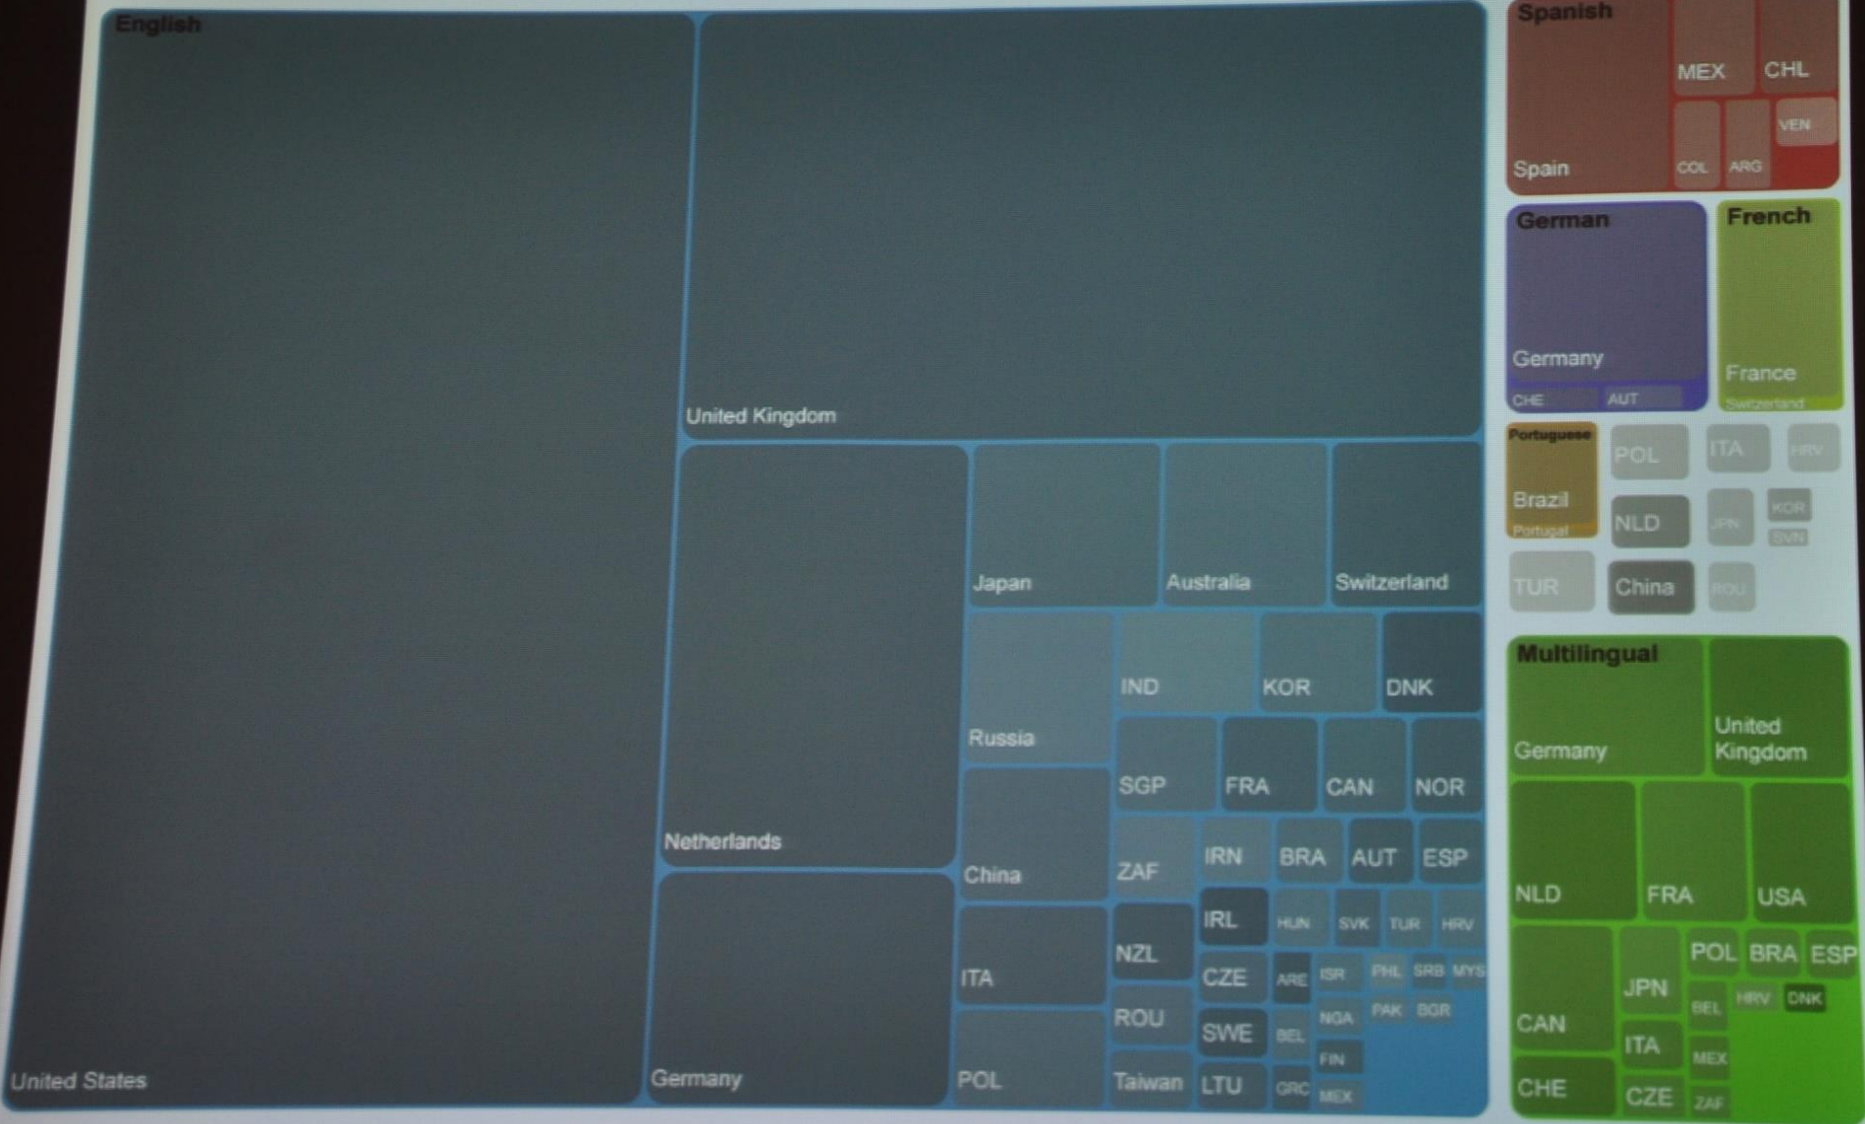 English
United States
United Kingdom
Netherlands
Germany
Japan
Australia
Switzerland
Russia
IND
KOR
DNK
SGP
FRA
CAN
NOR
China
ZAF
IRN
BRA
AUT
ESP
IRL
HUN
SVK
TUR
HRV
ITA
NZL
CZE
ARE
ISR
PHL
SRB
MYS
ROU
SWE
BEL
NGA
PAK
BGR
FIN
POL
Taiwan
LTU
GRC
MEX
Spanish
MEX
CHL
VEN
Spain
COL
ARG
German
Germany
CHE
AUT
French
France
Switzerland
Portuguese
Brazil
Portugal
POL
ITA
HRV
NLD
JPN
KOR
SVN
TUR
China
ROU
Multilingual
Germany
United
Kingdom
NLD
FRA
USA
CAN
JPN
POL
BRA
ESP
BEL
HRV
DNK
ITA
MEX
CHE
CZE
ZAF